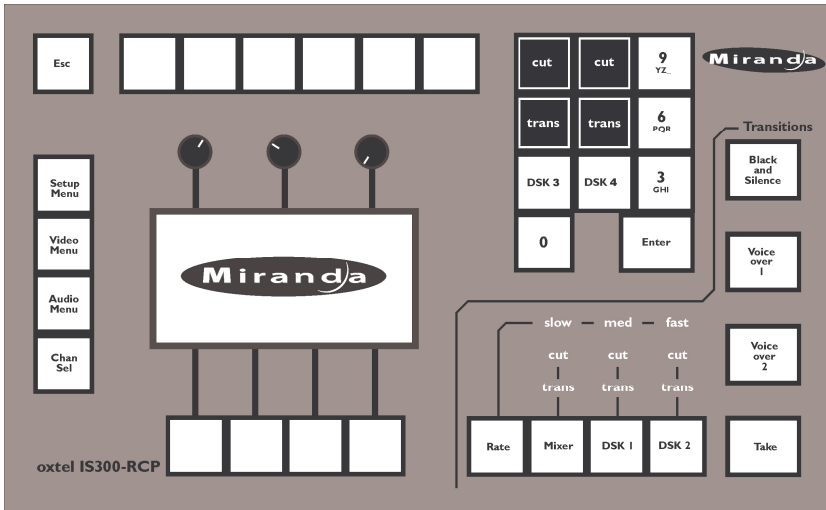 Esc
cut
cut
9
YZ_
Miranda
trans
trans
6
PQR
Transitions
Setup
Menu
DSK 3
DSK 4
3
GHI
Black
and
Silence
Video
Menu
0
Enter
Voice
over
1
Miranda
Audio
Menu
slow
med
fast
Chan
Sel
cut
cut
cut
Voice
over
2
trans
trans
trans
Rate
Mixer
DSK 1
DSK 2
Take
oxtel IS300-RCP